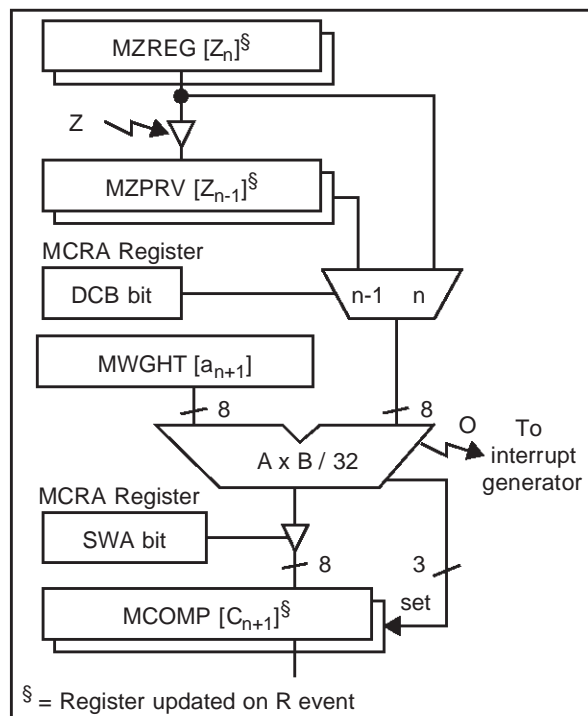 MZREG [Zn]§
Z
MZPRV [Zn-1]§
MCRA Register
DCB bit
n-1 n
MWGHT [an+1]
8 8
O To
interrupt
generator
A x B / 32
MCRA Register
SWA bit
8 3
set
MCOMP [Cn+1]§
§ = Register updated on R event